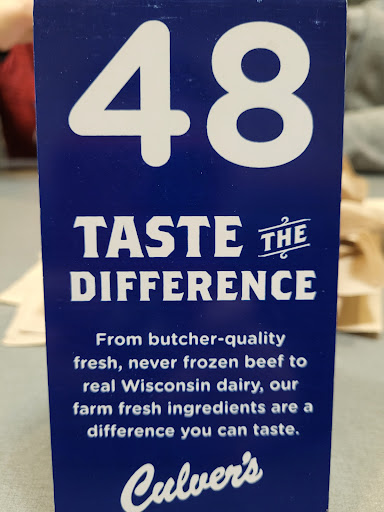 48
TASTE THE
DIFFERENCE
From butcher-quality
fresh, never frozen beef to
real Wisconsin dairy, our
farm fresh ingredients are a
difference you can taste.
Culver's